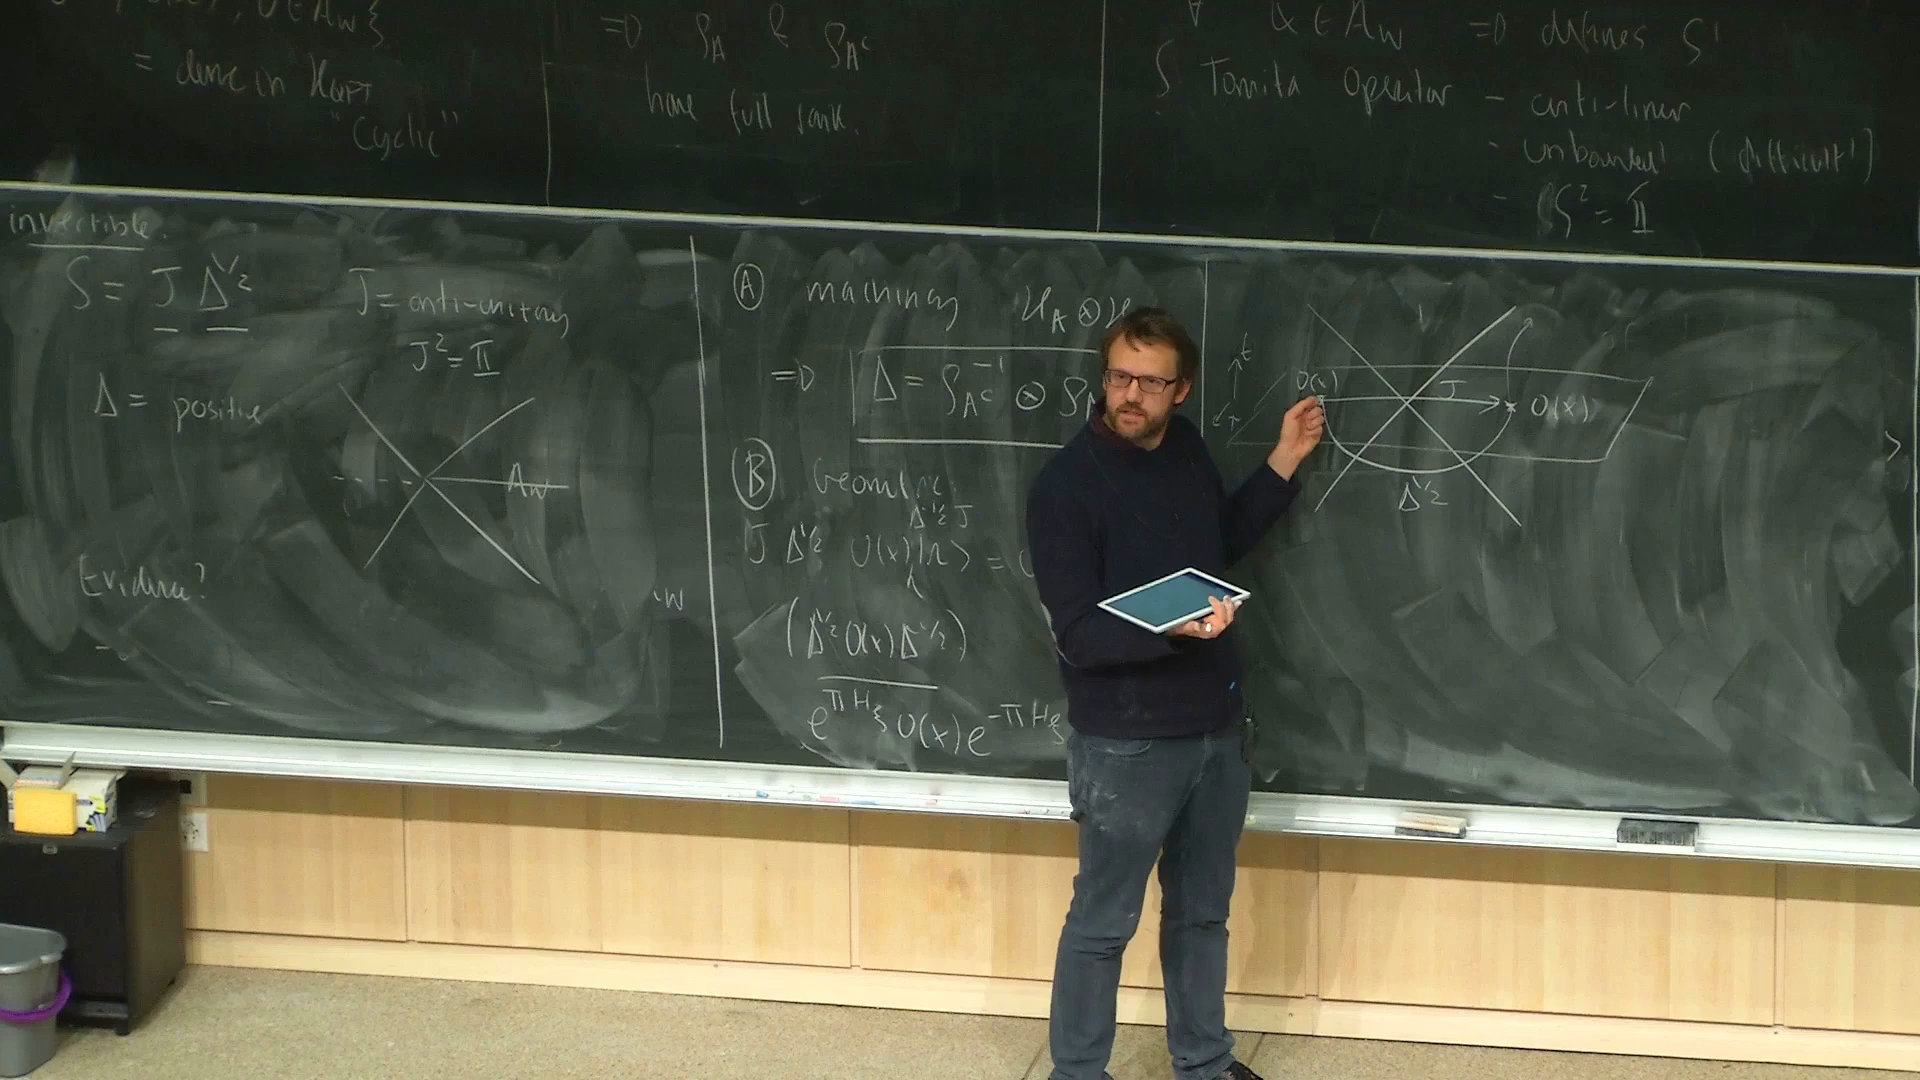 = dense in H_QFT
"Cyclic"
=> ρ_A & ρ_A^c
have full rank.
∀ a ∈ A_W => defines S
S Tomita Operator - anti-linear
- unbounded! (difficult!)
- S² = 𝟙
invertible.
S = J Δ^1/2
J = anti-unitary
J² = 𝟙
Δ = positive
A_W
Evidence?
Ⓐ machinery H_A ⊗ H
=> Δ = ρ_A^c^-1 ⊗ ρ_A
Ⓑ Geometric
Δ^1/2 J
J Δ^1/2 O(x)|Ω> =
(Δ^1/2 O(x) Δ^-1/2)
e^πH_ξ O(x) e^-πH_ξ
t
O(x)
J
O(x)
Δ^1/2